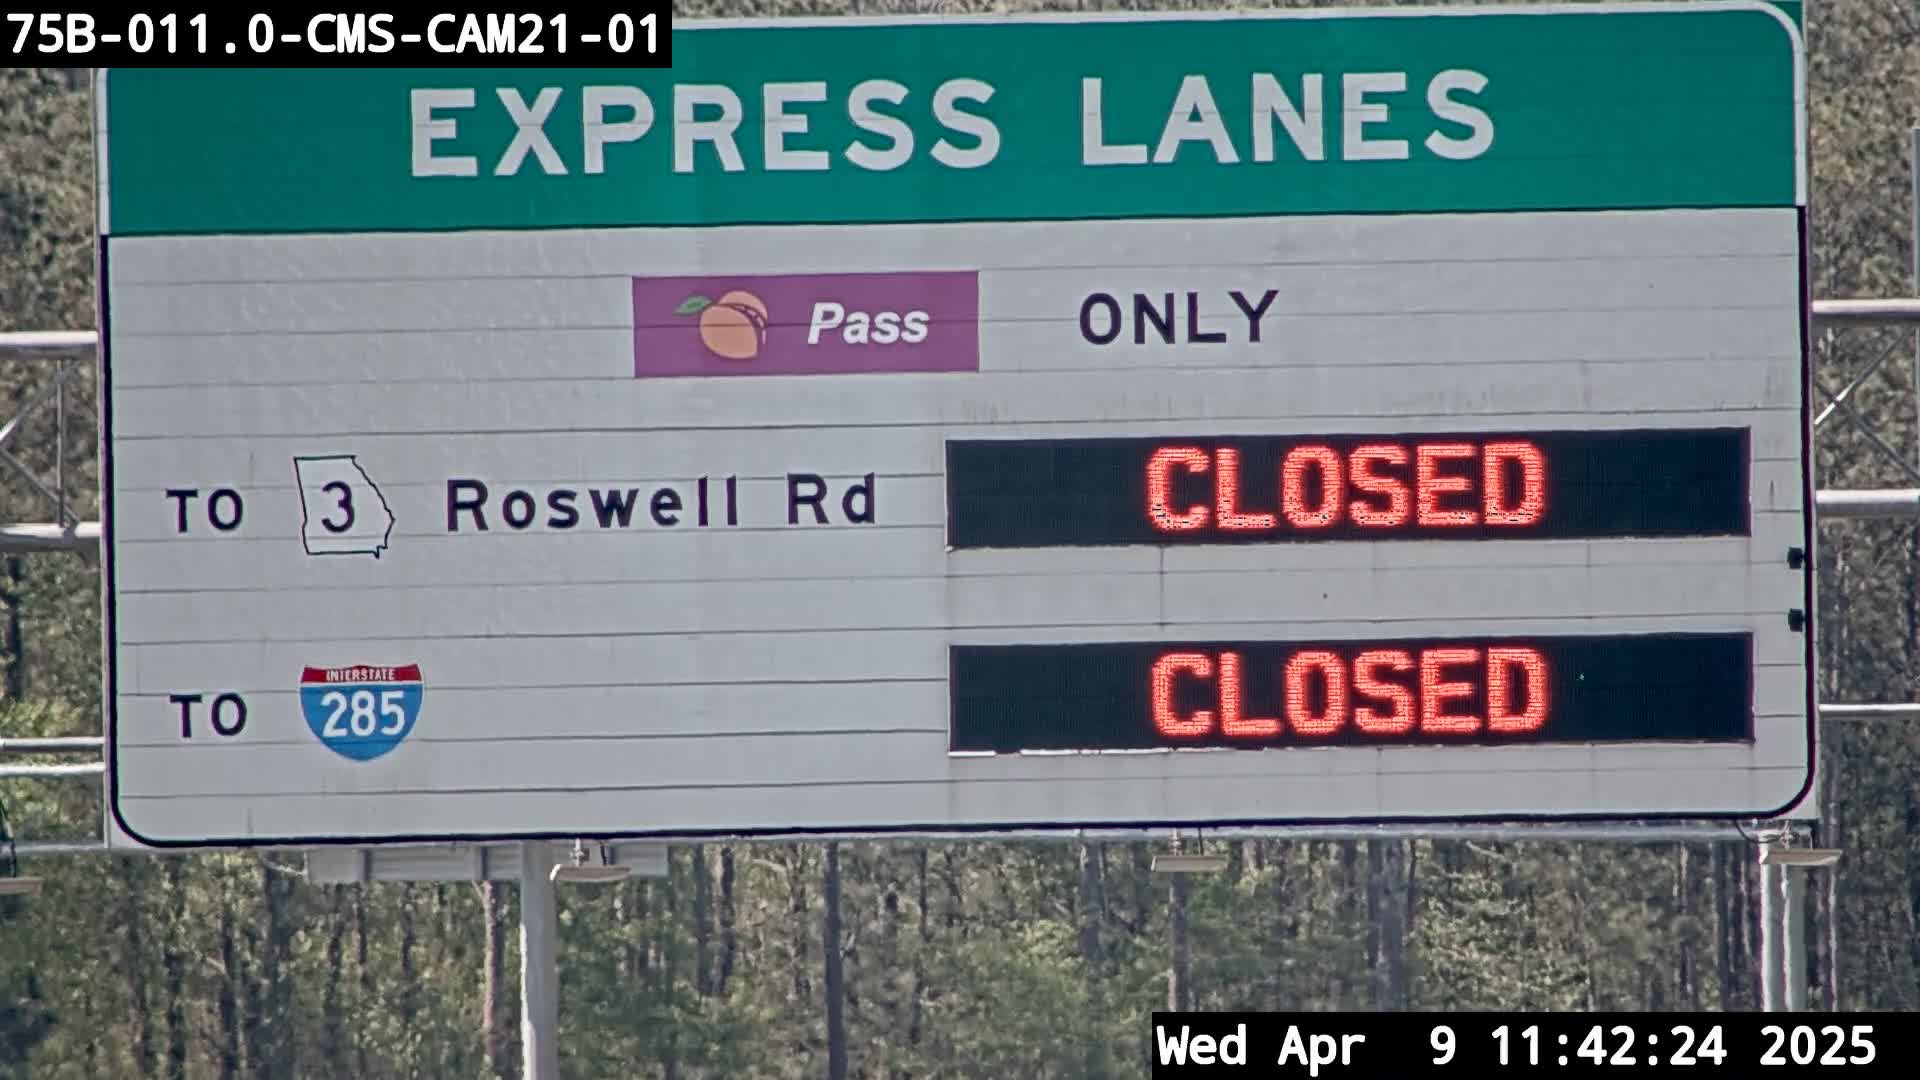 75B-011.0-CMS-CAM21-01
EXPRESS LANES
Pass ONLY
TO 3 Roswell Rd CLOSED
INTERSTATE
TO 285 CLOSED
Wed Apr 9 11:42:24 2025